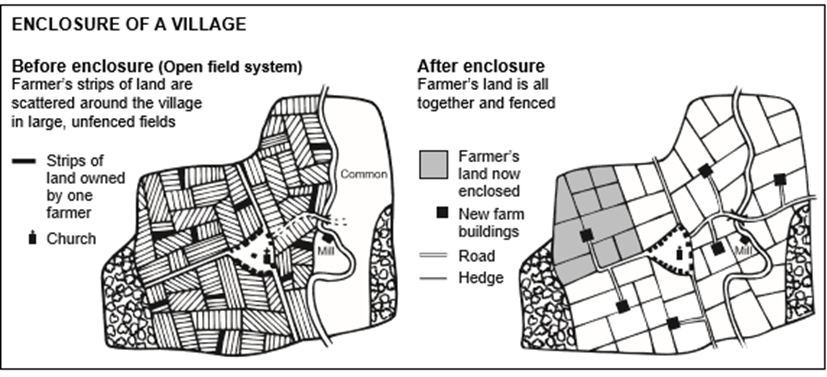 ENCLOSURE OF A VILLAGE
Before enclosure (Open field system)
Farmer's strips of land are
scattered around the village
in large, unfenced fields
Strips of
land owned
by one
farmer
Church
Common
Mill
After enclosure
Farmer's land is all
together and fenced
Farmer's
land now
enclosed
New farm
buildings
Road
Hedge
Mill